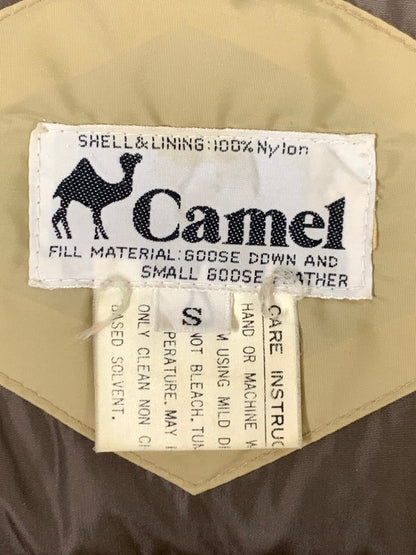 SHELL & LINING: 100% Nylon
Camel
FILL MATERIAL: GOOSE DOWN AND
SMALL GOOSE FEATHER
S
CARE INSTRUC
HAND OR MACHINE W
USING MILD D
NOT BLEACH. TUM
PERATURE. MAY
ONLY CLEAN NON C
BASED SOLVENT.